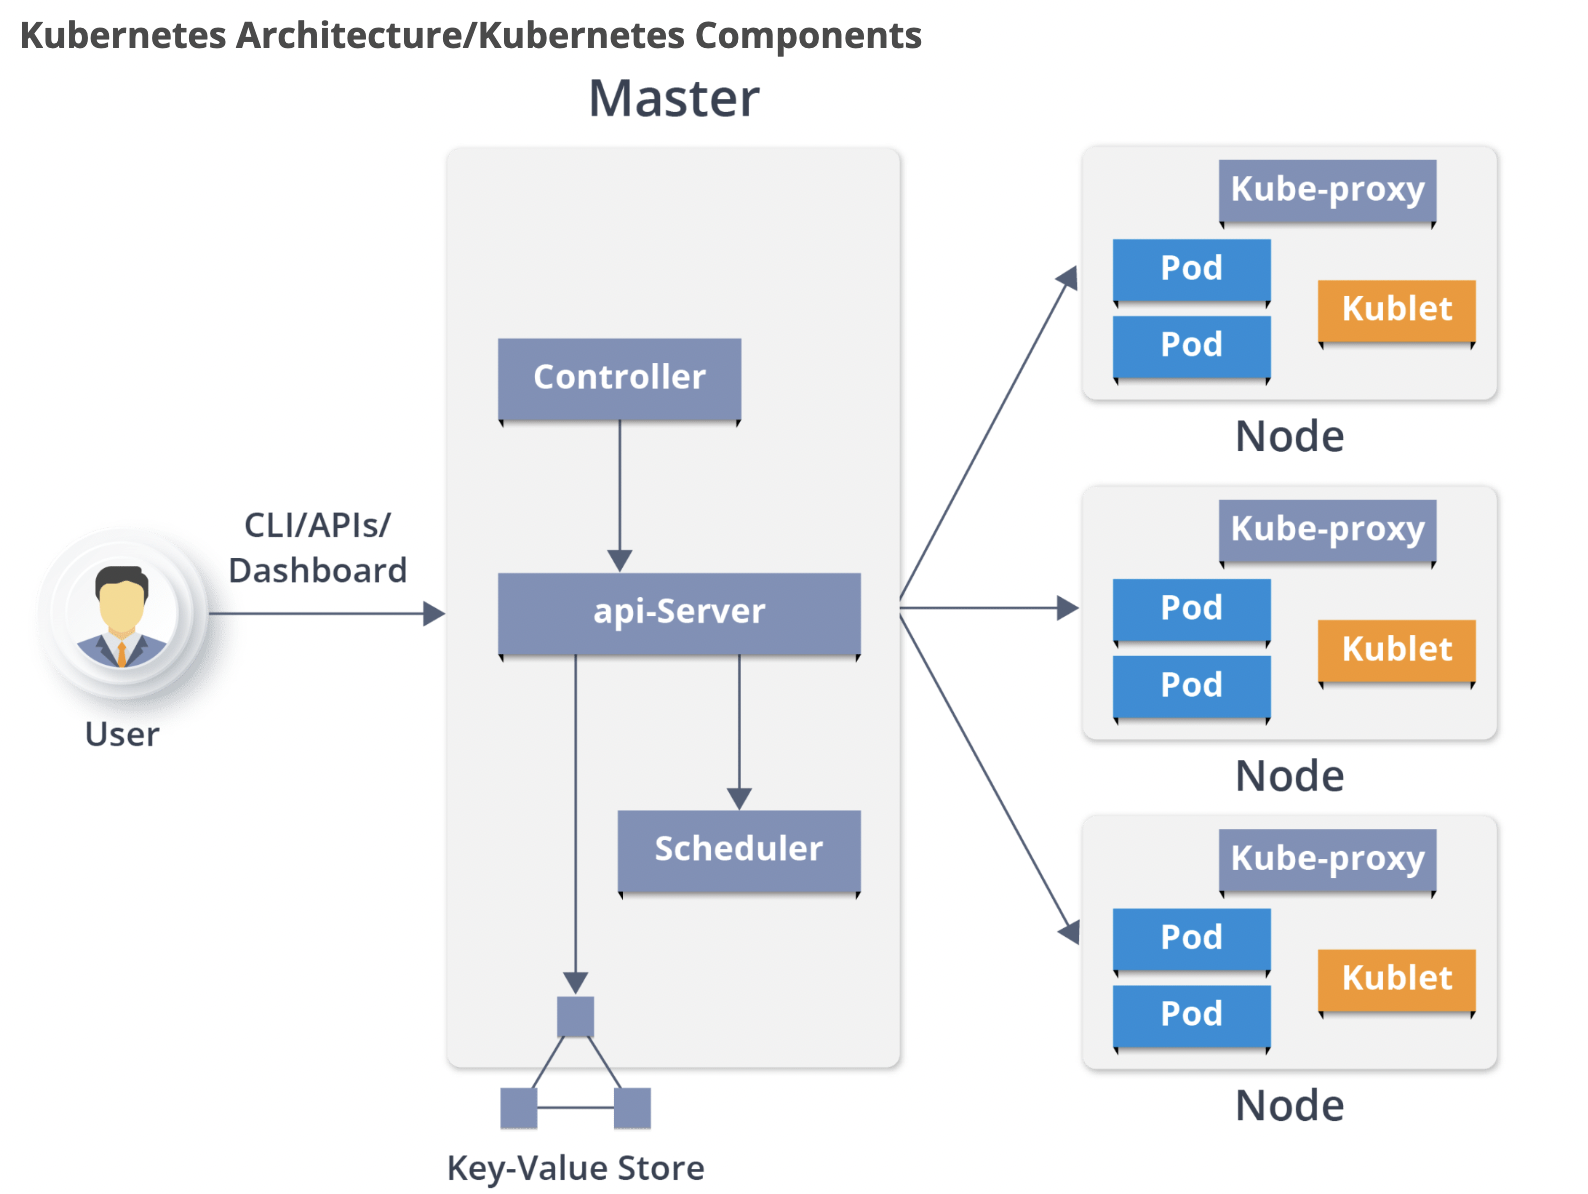 Kubernetes Architecture/Kubernetes Components
Master
Controller
api-Server
Scheduler
Key-Value Store
CLI/APIs/
Dashboard
User
Kube-proxy
Pod
Kublet
Pod
Node
Kube-proxy
Pod
Kublet
Pod
Node
Kube-proxy
Pod
Kublet
Pod
Node